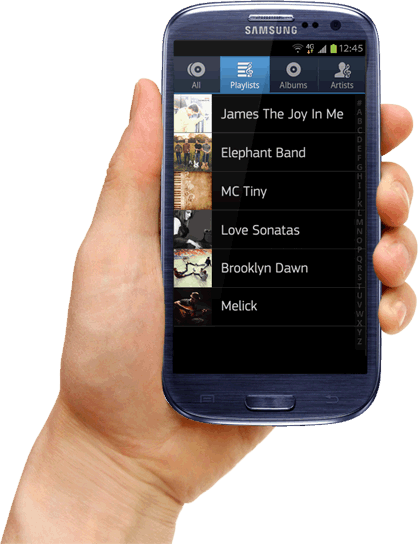 SAMSUNG
4G 12:45
All Playlists Albums Artists
James The Joy In Me
Elephant Band
MC Tiny
Love Sonatas
Brooklyn Dawn
Melick
#
A
B
C
D
E
F
G
H
I
J
K
L
M
N
O
P
Q
R
S
T
U
V
W
X
Y
Z